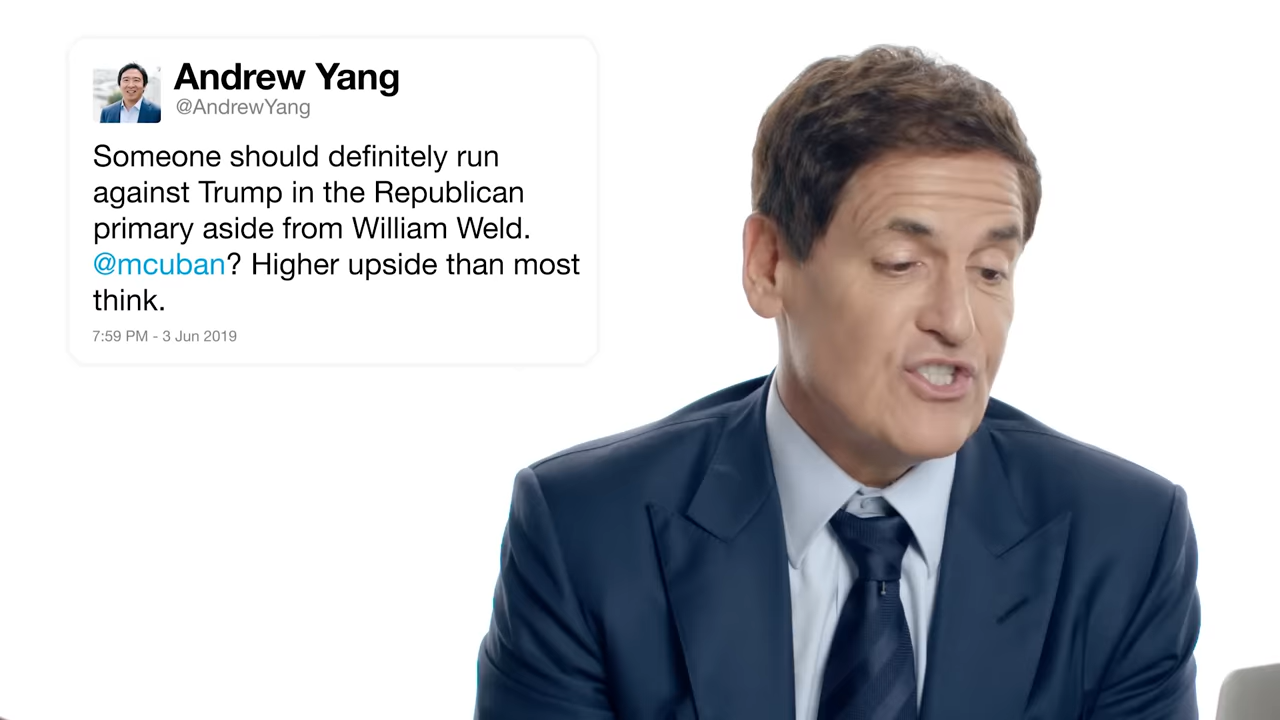 Andrew Yang
@AndrewYang
Someone should definitely run
against Trump in the Republican
primary aside from William Weld.
@mcuban? Higher upside than most
think.
7:59 PM - 3 Jun 2019